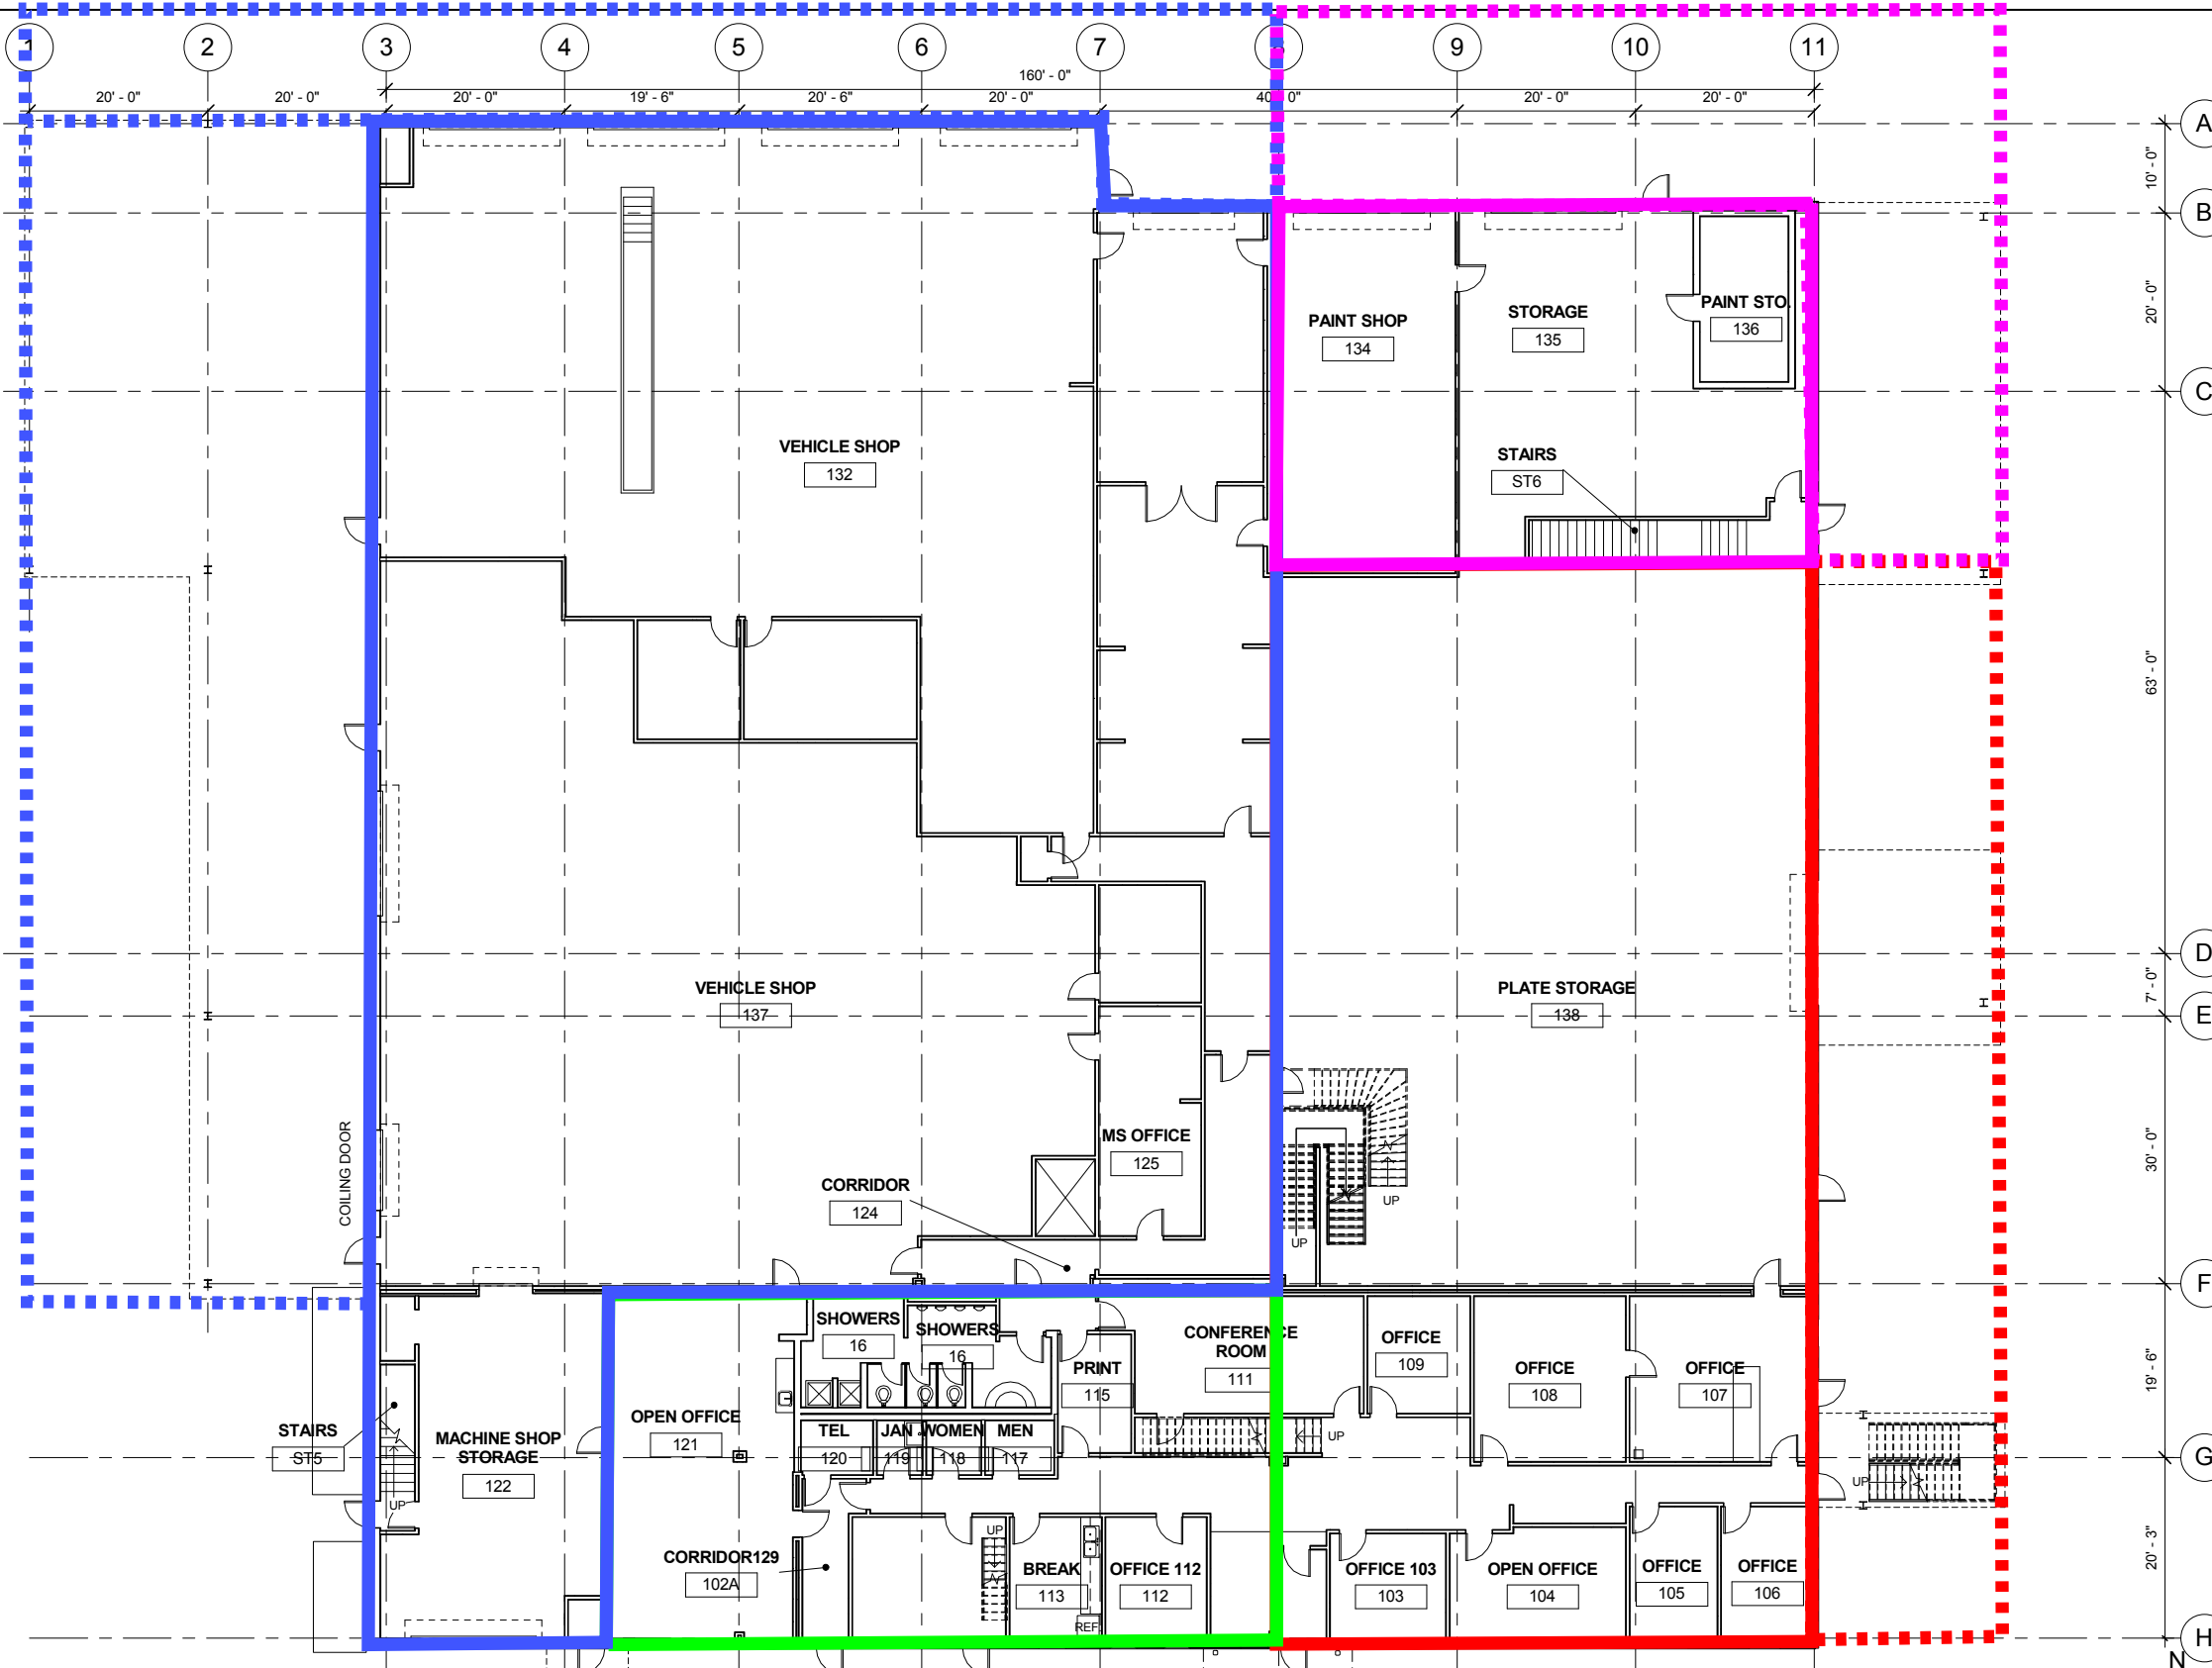 1 2 3 4 5 6 7 8 9 10 11
160' - 0"
20' - 0" 20' - 0" 20' - 0" 19' - 6" 20' - 6" 20' - 0" 40' - 0" 20' - 0" 20' - 0"
A
10' - 0"
B
20' - 0"
PAINT STO.
136
STORAGE
135
PAINT SHOP
134
C
VEHICLE SHOP
132
STAIRS
ST6
63' - 0"
D
VEHICLE SHOP
137
PLATE STORAGE
138
7' - 0"
E
COILING DOOR
MS OFFICE
125
30' - 0"
CORRIDOR
124
UP
UP
F
SHOWERS
16
SHOWERS
16
CONFERENCE
ROOM
111
OFFICE
109
PRINT
115
OFFICE
108
OFFICE
107
19' - 6"
STAIRS
ST5
MACHINE SHOP
STORAGE
122
OPEN OFFICE
121
TEL
120
JAN
119
WOMEN
118
MEN
117
UP
G
UP
UP
UP
CORRIDOR129
102A
BREAK
113
REF
OFFICE 112
112
OFFICE 103
103
OPEN OFFICE
104
OFFICE
105
OFFICE
106
20' - 3"
H
N